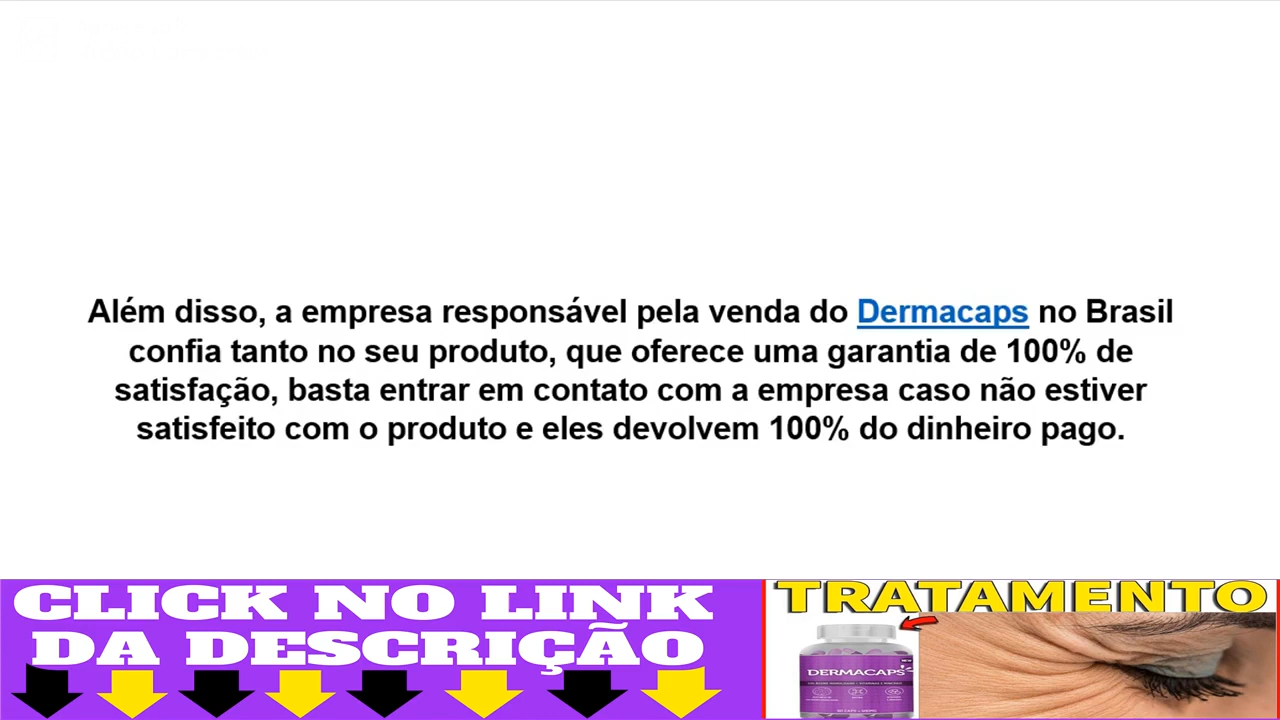 Além disso, a empresa responsável pela venda do Dermacaps no Brasil
confia tanto no seu produto, que oferece uma garantia de 100% de
satisfação, basta entrar em contato com a empresa caso não estiver
satisfeito com o produto e eles devolvem 100% do dinheiro pago.
CLICK NO LINK
DA DESCRIÇÃO
TRATAMENTO
DERMACAPS